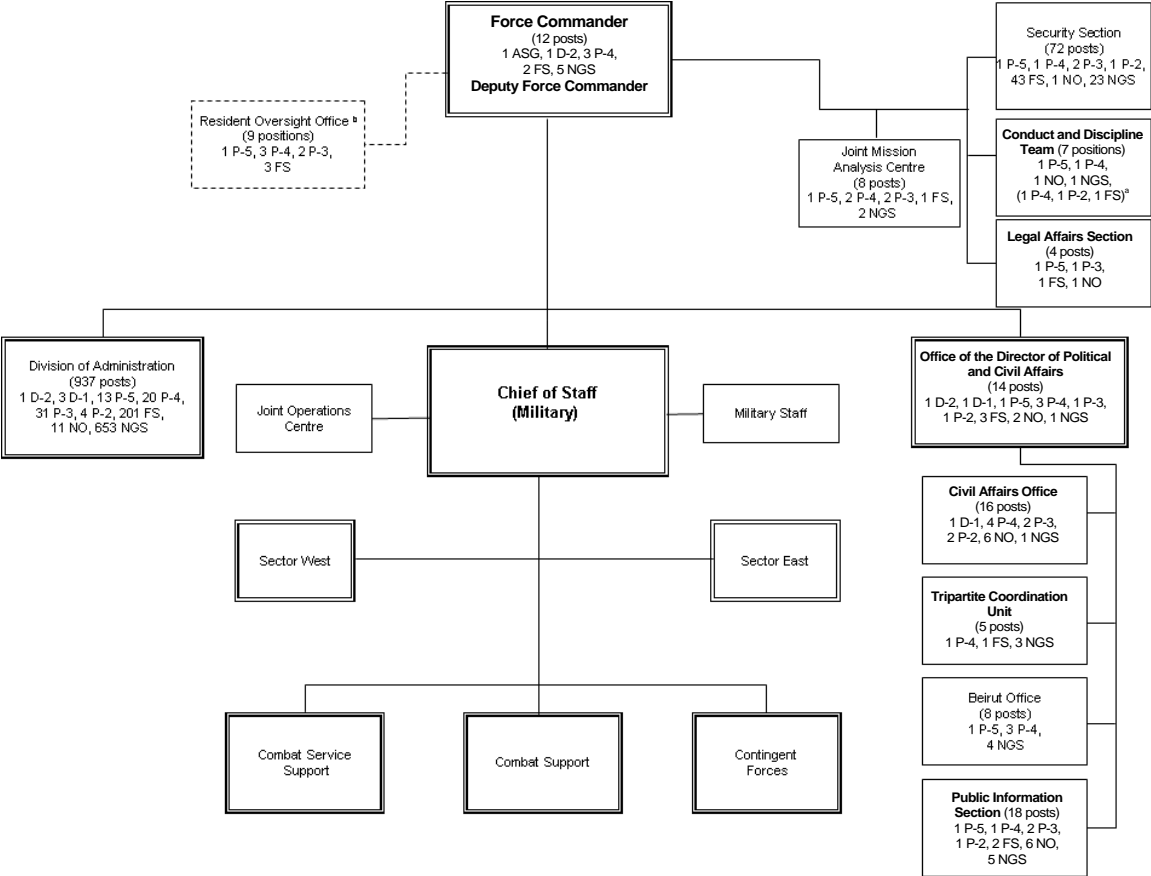 Force Commander
(12 posts)
1 ASG, 1 D-2, 3 P-4,
2 FS, 5 NGS
Deputy Force Commander
Resident Oversight Office ᵇ
(9 positions)
1 P-5, 3 P-4, 2 P-3,
3 FS
Joint Mission
Analysis Centre
(8 posts)
1 P-5, 2 P-4, 2 P-3, 1 FS,
2 NGS
Security Section
(72 posts)
1 P-5, 1 P-4, 2 P-3, 1 P-2,
43 FS, 1 NO, 23 NGS
Conduct and Discipline
Team (7 positions)
1 P-5, 1 P-4,
1 NO, 1 NGS,
(1 P-4, 1 P-2, 1 FS)ᵃ
Legal Affairs Section
(4 posts)
1 P-5, 1 P-3,
1 FS, 1 NO
Division of Administration
(937 posts)
1 D-2, 3 D-1, 13 P-5, 20 P-4,
31 P-3, 4 P-2, 201 FS,
11 NO, 653 NGS
Joint Operations
Centre
Chief of Staff
(Military)
Military Staff
Office of the Director of Political
and Civil Affairs
(14 posts)
1 D-2, 1 D-1, 1 P-5, 3 P-4, 1 P-3,
1 P-2, 3 FS, 2 NO, 1 NGS
Sector West
Sector East
Combat Service
Support
Combat Support
Contingent
Forces
Civil Affairs Office
(16 posts)
1 D-1, 4 P-4, 2 P-3,
2 P-2, 6 NO, 1 NGS
Tripartite Coordination
Unit
(5 posts)
1 P-4, 1 FS, 3 NGS
Beirut Office
(8 posts)
1 P-5, 3 P-4,
4 NGS
Public Information
Section (18 posts)
1 P-5, 1 P-4, 2 P-3,
1 P-2, 2 FS, 6 NO,
5 NGS